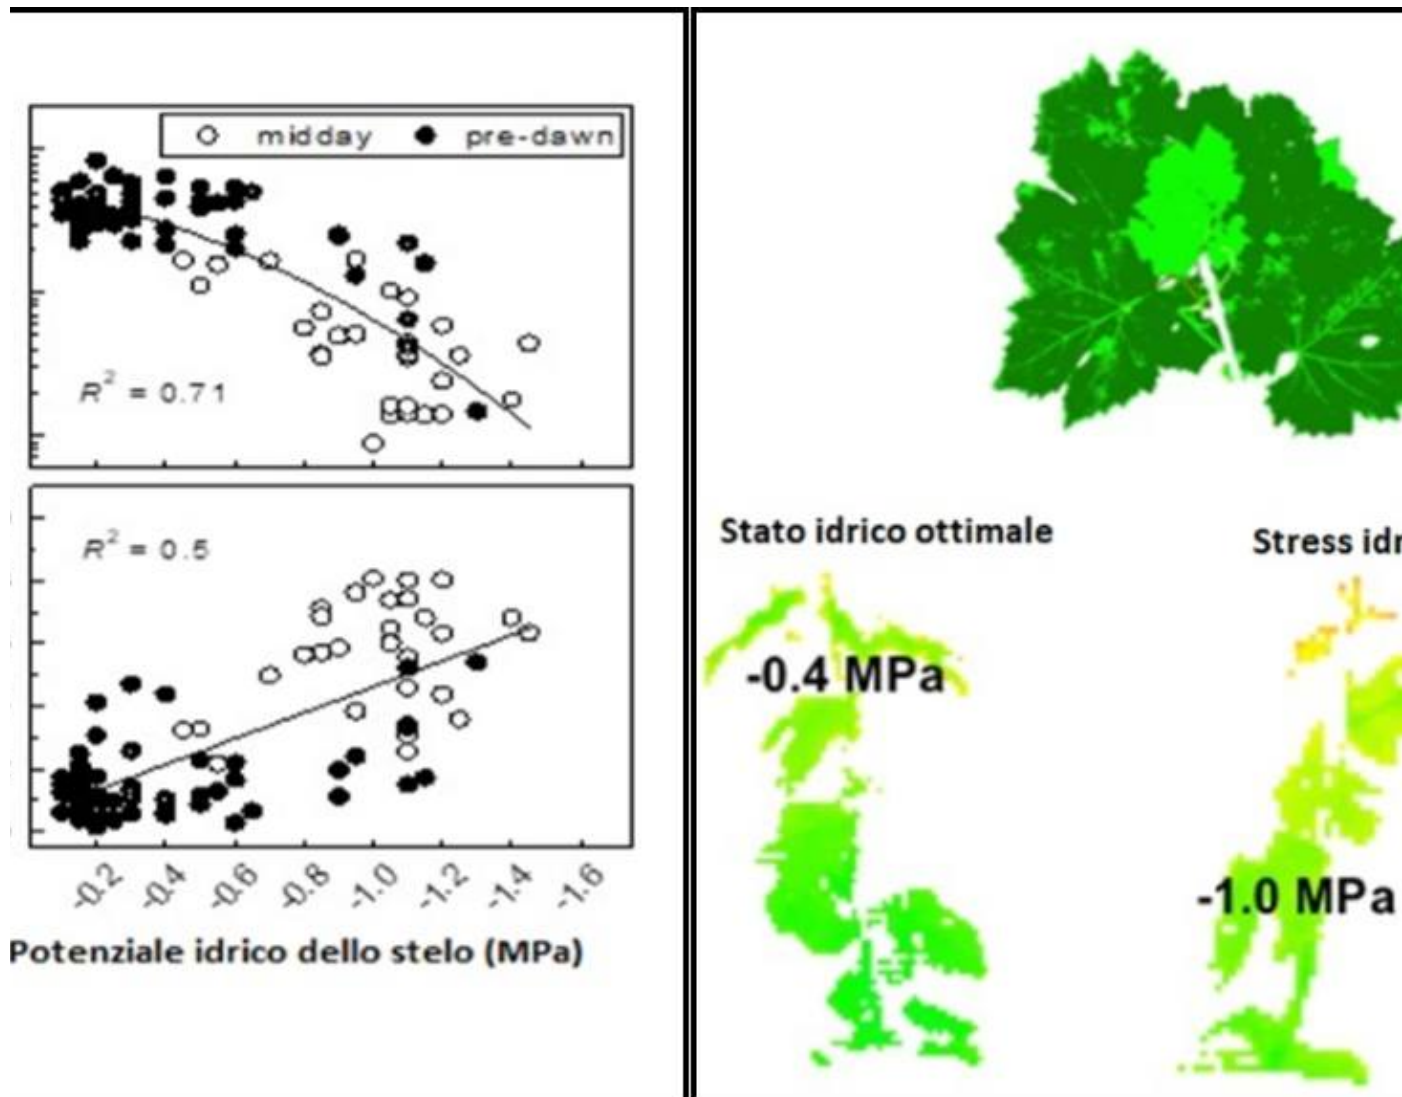 midday pre-dawn
R² = 0.71
R² = 0.5
-0.2 -0.4 -0.6 -0.8 -1.0 -1.2 -1.4 -1.6
Potenziale idrico dello stelo (MPa)
Stato idrico ottimale
Stress idr
-0.4 MPa
-1.0 MPa